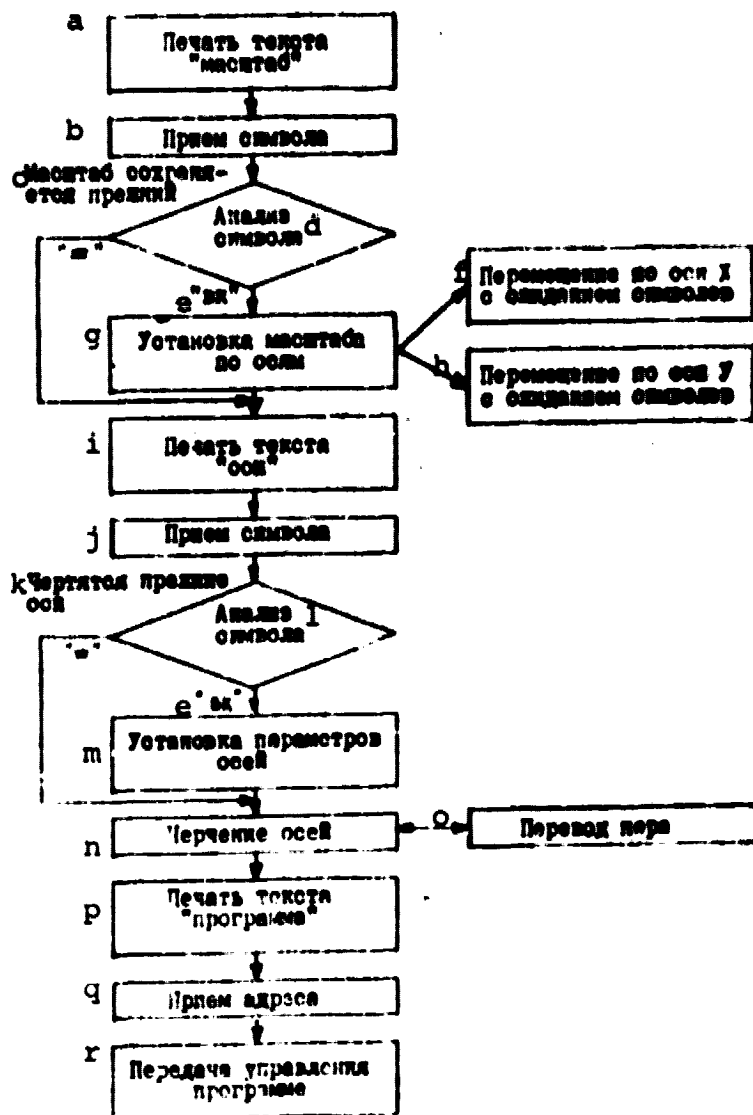 a
Печать текста
"масштаб"
b
Прием символа
c Масштаб сохраня-
ется прежний
Анализ d
символа
"="
e "вк"
g
Установка масштаба
по осям
f Перемещение по оси X
с ожиданием символов
h Перемещение по оси У
с ожиданием символов
i
Печать текста
"оси"
j
Прием символа
k Чертятся прежние
оси
Анализ l
символа
"="
e "вк"
m
Установка параметров
осей
n
Черчение осей
o
Перевод пера
p
Печать текста
"программа"
q
Прием адреса
r
Передача управления
программе